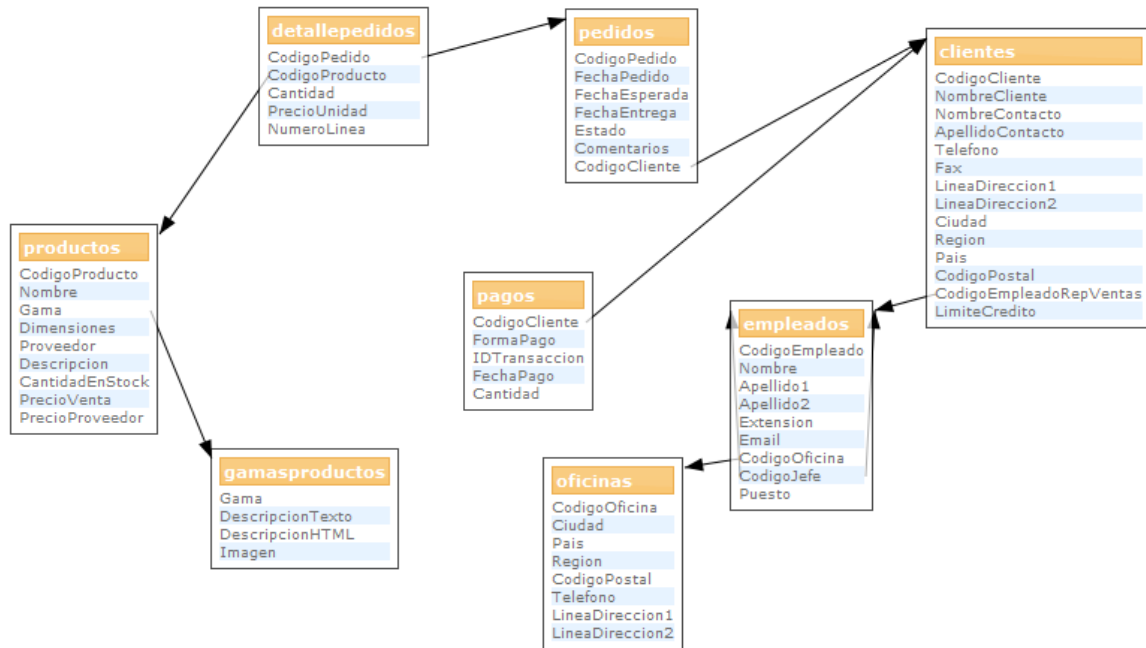 detallepedidos
CodigoPedido
CodigoProducto
Cantidad
PrecioUnidad
NumeroLinea
pedidos
CodigoPedido
FechaPedido
FechaEsperada
FechaEntrega
Estado
Comentarios
CodigoCliente
clientes
CodigoCliente
NombreCliente
NombreContacto
ApellidoContacto
Telefono
Fax
LineaDireccion1
LineaDireccion2
Ciudad
Region
Pais
CodigoPostal
CodigoEmpleadoRepVentas
LimiteCredito
productos
CodigoProducto
Nombre
Gama
Dimensiones
Proveedor
Descripcion
CantidadEnStock
PrecioVenta
PrecioProveedor
pagos
CodigoCliente
FormaPago
IDTransaccion
FechaPago
Cantidad
empleados
CodigoEmpleado
Nombre
Apellido1
Apellido2
Extension
Email
CodigoOficina
CodigoJefe
Puesto
gamasproductos
Gama
DescripcionTexto
DescripcionHTML
Imagen
oficinas
CodigoOficina
Ciudad
Pais
Region
CodigoPostal
Telefono
LineaDireccion1
LineaDireccion2